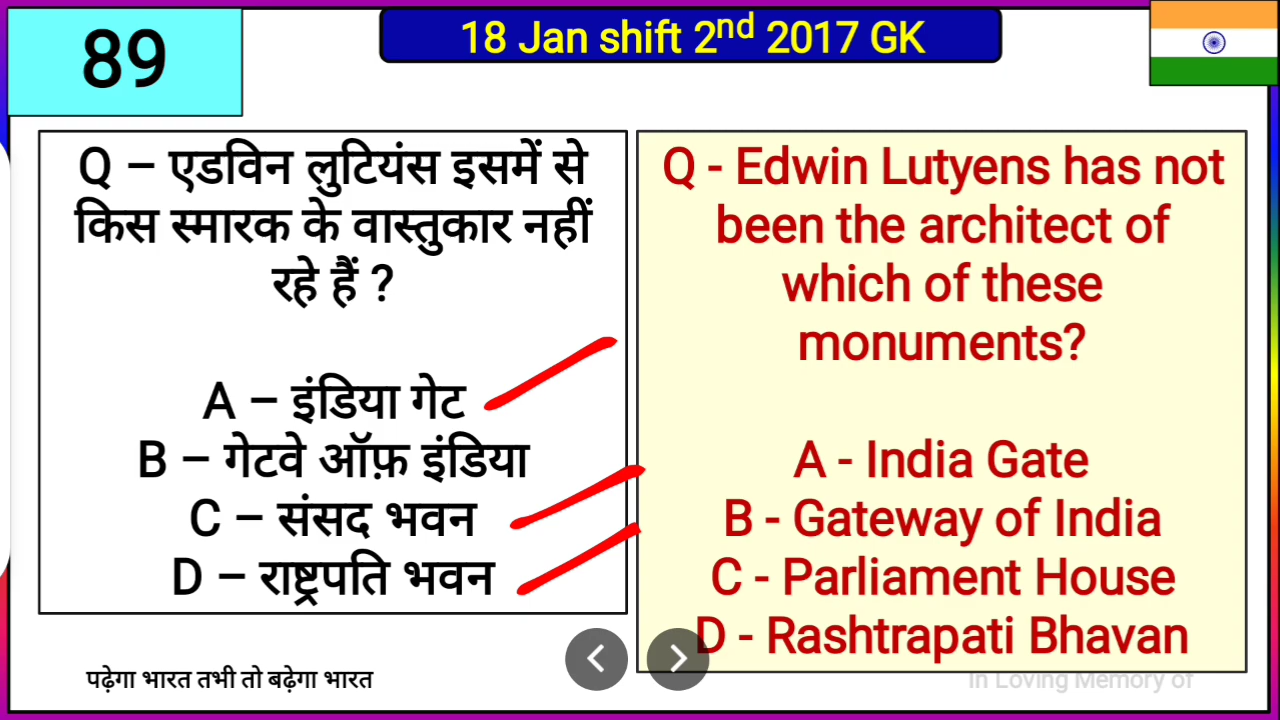 89
18 Jan shift 2nd 2017 GK
Q – एडविन लुटियंस इसमें से
किस स्मारक के वास्तुकार नहीं
रहे हैं ?
A – इंडिया गेट
B – गेटवे ऑफ़ इंडिया
C – संसद भवन
D – राष्ट्रपति भवन
Q - Edwin Lutyens has not
been the architect of
which of these
monuments?
A - India Gate
B - Gateway of India
C - Parliament House
D - Rashtrapati Bhavan
पढ़ेगा भारत तभी तो बढ़ेगा भारत
In Loving Memory of